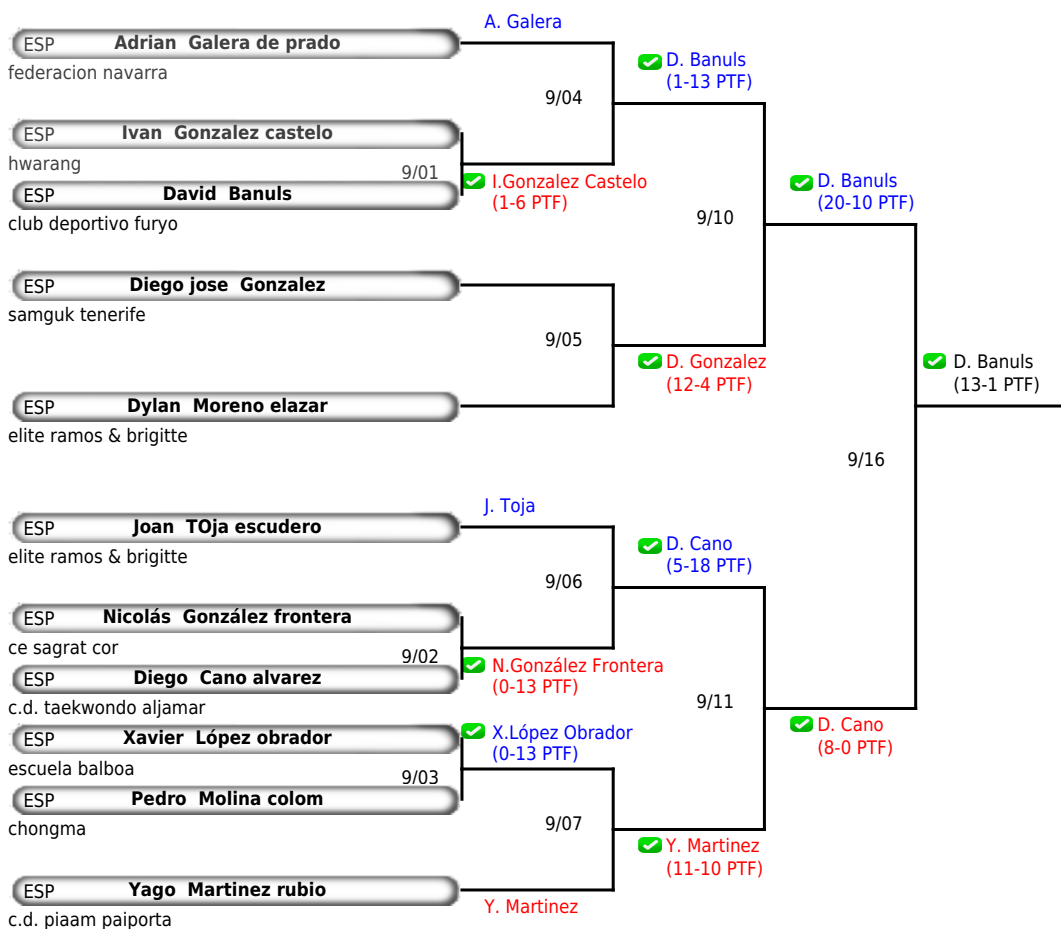 A. Galera
ESP Adrian Galera de prado
federacion navarra
D. Banuls
(1-13 PTF)
9/04
ESP Ivan Gonzalez castelo
hwarang
9/01
I.Gonzalez Castelo
(1-6 PTF)
ESP David Banuls
club deportivo furyo
D. Banuls
(20-10 PTF)
9/10
ESP Diego jose Gonzalez
samguk tenerife
9/05
D. Gonzalez
(12-4 PTF)
D. Banuls
(13-1 PTF)
ESP Dylan Moreno elazar
elite ramos & brigitte
9/16
J. Toja
ESP Joan TOja escudero
elite ramos & brigitte
D. Cano
(5-18 PTF)
9/06
ESP Nicolás González frontera
ce sagrat cor
9/02
N.González Frontera
(0-13 PTF)
ESP Diego Cano alvarez
c.d. taekwondo aljamar
9/11
D. Cano
(8-0 PTF)
ESP Xavier López obrador
X.López Obrador
(0-13 PTF)
escuela balboa
9/03
ESP Pedro Molina colom
chongma
9/07
Y. Martinez
(11-10 PTF)
ESP Yago Martinez rubio
Y. Martinez
c.d. piaam paiporta